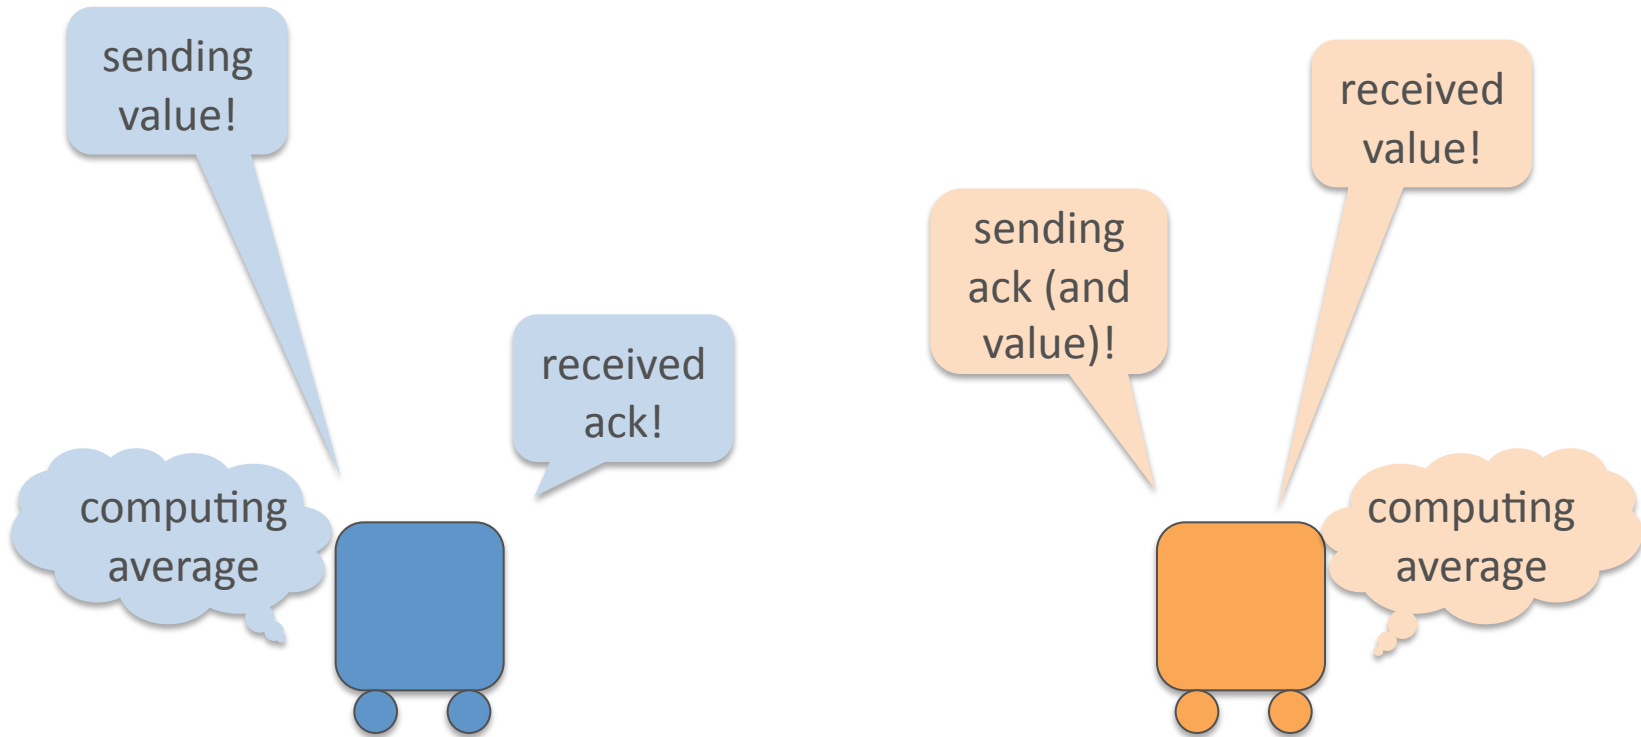 sending
value!
received
value!
sending
ack (and
value)!
received
ack!
computing
average
computing
average